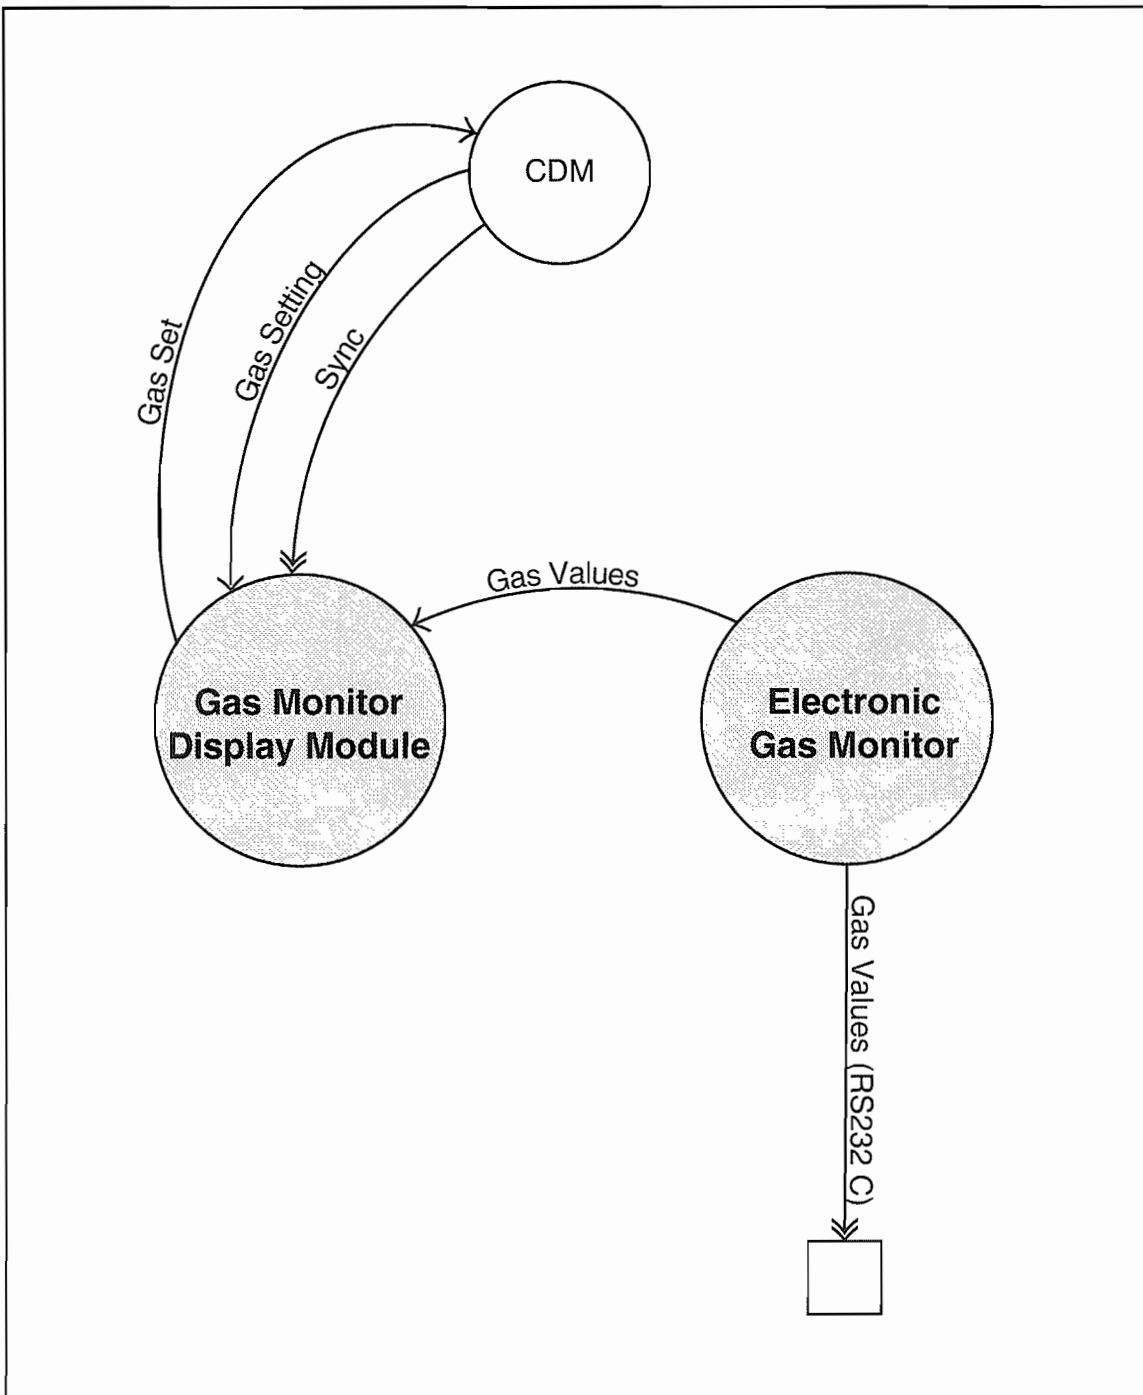 CDM
Gas Set
Gas Setting
Sync
Gas Values
Gas Monitor
Display Module
Electronic
Gas Monitor
Gas Values (RS232 C)